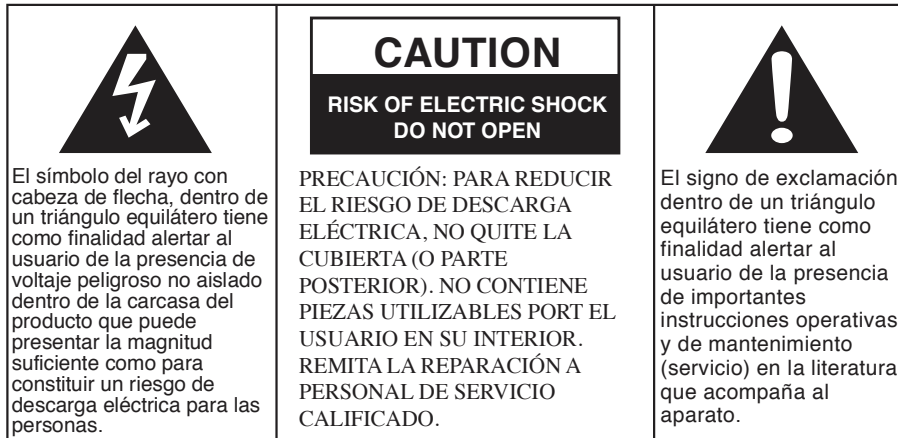 El símbolo del rayo con
cabeza de flecha, dentro de
un triángulo equilátero tiene
como finalidad alertar al
usuario de la presencia de
voltaje peligroso no aislado
dentro de la carcasa del
producto que puede
presentar la magnitud
suficiente como para
constituir un riesgo de
descarga eléctrica para las
personas.
CAUTION
RISK OF ELECTRIC SHOCK
DO NOT OPEN
PRECAUCIÓN: PARA REDUCIR
EL RIESGO DE DESCARGA
ELÉCTRICA, NO QUITE LA
CUBIERTA (O PARTE
POSTERIOR). NO CONTIENE
PIEZAS UTILIZABLES PORT EL
USUARIO EN SU INTERIOR.
REMITA LA REPARACIÓN A
PERSONAL DE SERVICIO
CALIFICADO.
El signo de exclamación
dentro de un triángulo
equilátero tiene como
finalidad alertar al
usuario de la presencia
de importantes
instrucciones operativas
y de mantenimiento
(servicio) en la literatura
que acompaña al
aparato.